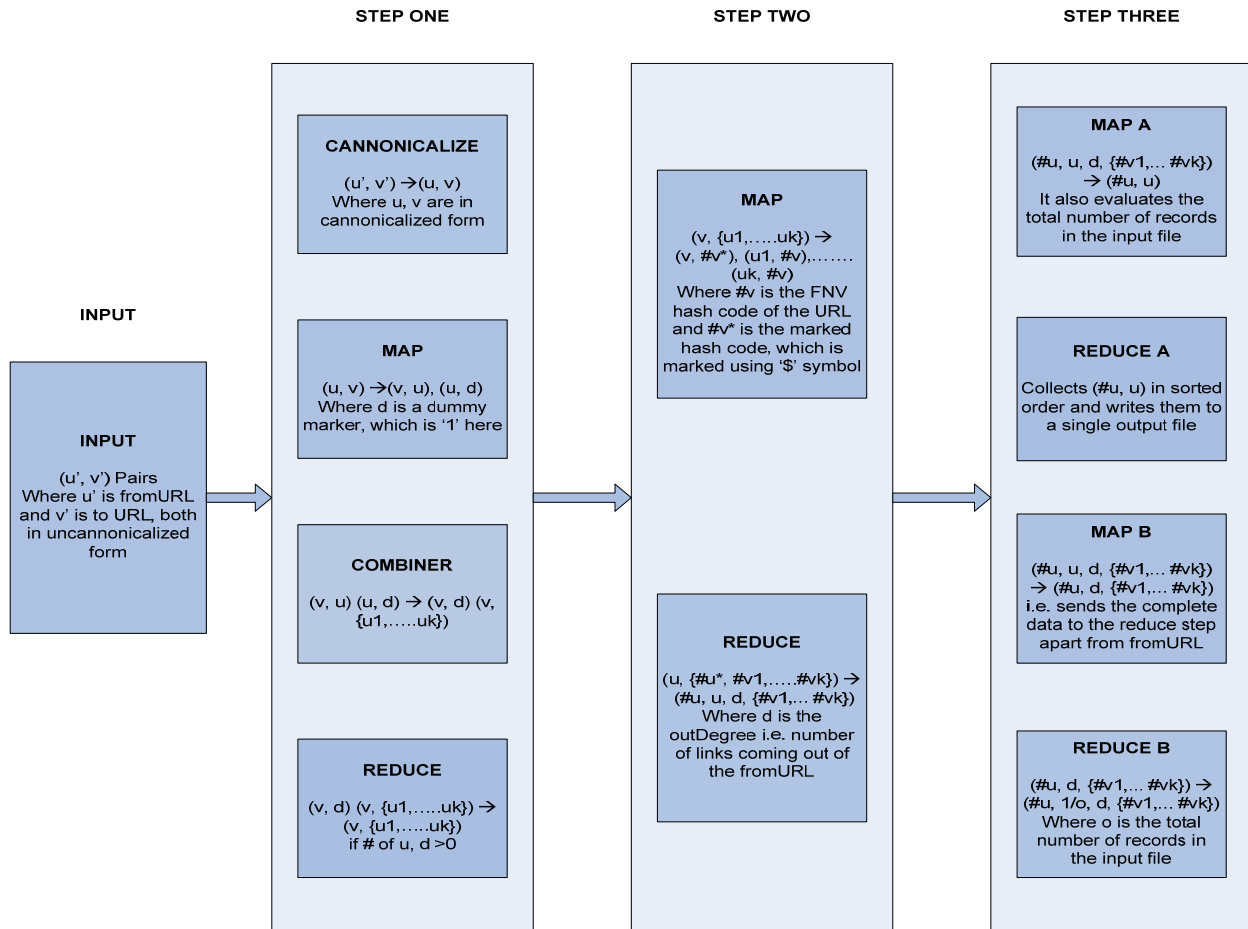 STEP ONE
STEP TWO
STEP THREE
INPUT
INPUT
(u’, v’) Pairs
Where u’ is fromURL
and v’ is to URL, both
in uncannonicalized
form
CANNONICALIZE
(u’, v’) → (u, v)
Where u, v are in
cannonicalized form
MAP
(u, v) → (v, u), (u, d)
Where d is a dummy
marker, which is ‘1’ here
COMBINER
(v, u) (u, d) → (v, d) (v,
{u1,…..uk})
REDUCE
(v, d) (v, {u1,…..uk}) →
(v, {u1,…..uk})
if # of u, d >0
MAP
(v, {u1,…..uk}) →
(v, #v*), (u1, #v),…….
(uk, #v)
Where #v is the FNV
hash code of the URL
and #v* is the marked
hash code, which is
marked using ‘$’ symbol
REDUCE
(u, {#u*, #v1,…..#vk}) →
(#u, u, d, {#v1,… #vk})
Where d is the
outDegree i.e. number
of links coming out of
the fromURL
MAP A
(#u, u, d, {#v1,… #vk})
→ (#u, u)
It also evaluates the
total number of records
in the input file
REDUCE A
Collects (#u, u) in sorted
order and writes them to
a single output file
MAP B
(#u, u, d, {#v1,… #vk})
→ (#u, d, {#v1,… #vk})
i.e. sends the complete
data to the reduce step
apart from fromURL
REDUCE B
(#u, d, {#v1,… #vk}) →
(#u, 1/o, d, {#v1,… #vk})
Where o is the total
number of records in
the input file